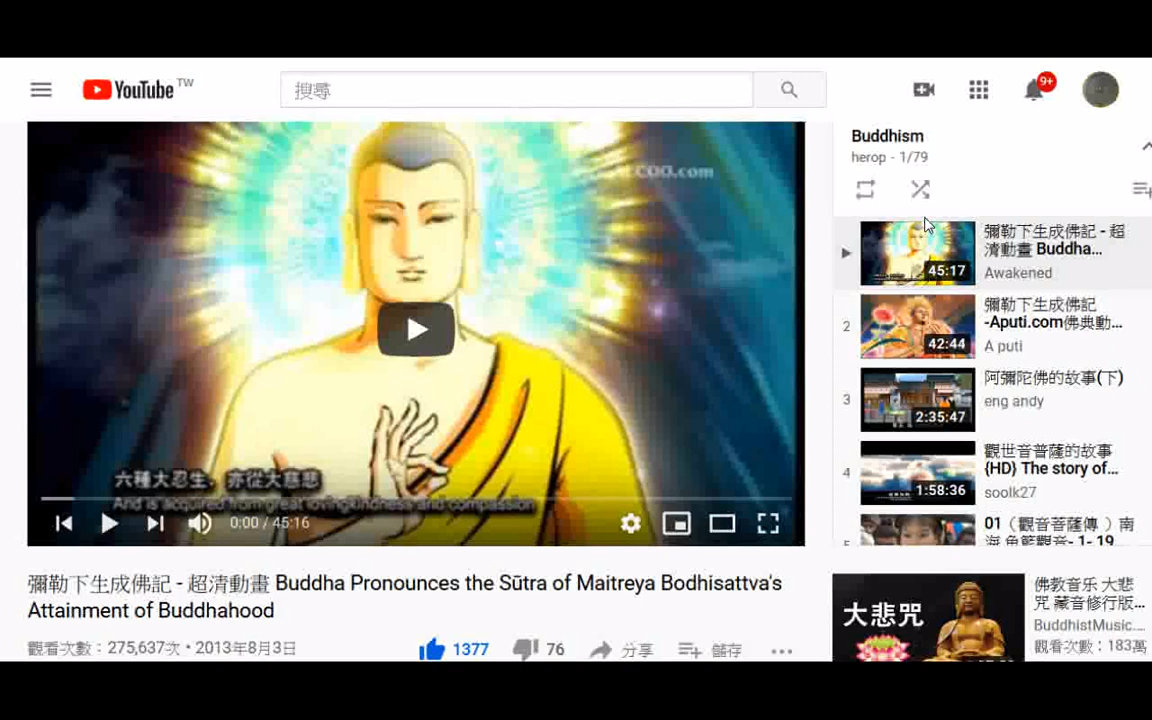 YouTube TW
搜尋
9+
Buddhism
herop - 1/79
六種大忍生，亦從大慈悲
And is acquired from great lovingkindness and compassion
0:00 / 45:16
彌勒下生成佛記 - 超清動畫 Buddha Pronounces the Sūtra of Maitreya Bodhisattva's
Attainment of Buddhahood
觀看次數：275,637次 • 2013年8月3日
1377
76
分享
儲存
彌勒下生成佛記 - 超
清動畫 Buddha...
Awakened
45:17
2
彌勒下生成佛記
-Aputi.com佛典動...
A puti
42:44
3
阿彌陀佛的故事(下)
eng andy
2:35:47
4
觀世音普薩的故事
{HD} The story of...
soolk27
1:58:36
01（觀音菩薩傳 ）南
海 魚籃觀音- 1- 19
大悲咒
佛教音乐 大悲
咒 藏音修行版...
BuddhistMusic....
觀看次數：183萬